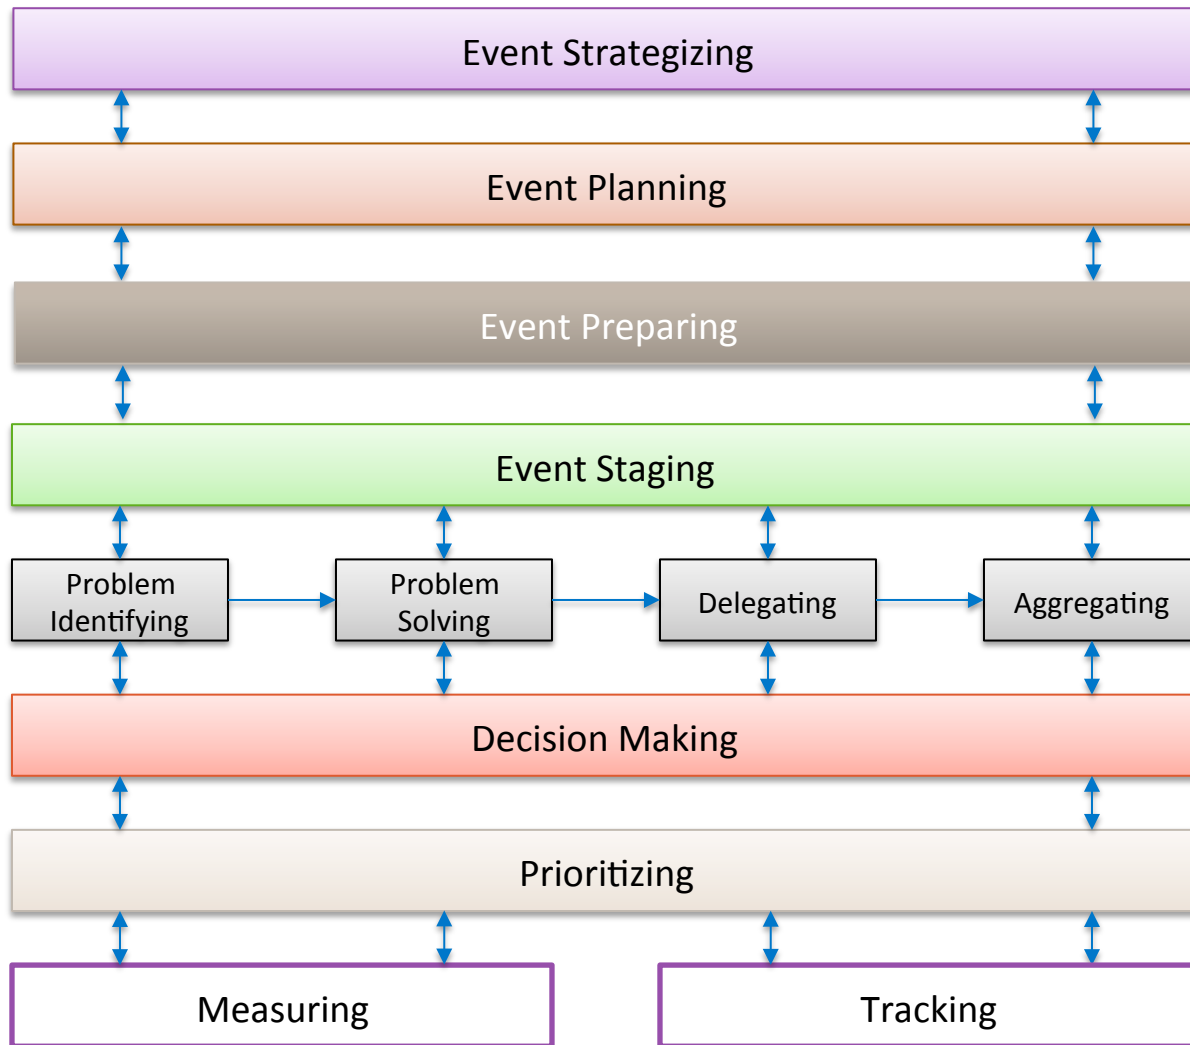 Event Strategizing
Event Planning
Event Preparing
Event Staging
Problem
Identifying
Problem
Solving
Delegating
Aggregating
Decision Making
Prioritizing
Measuring
Tracking